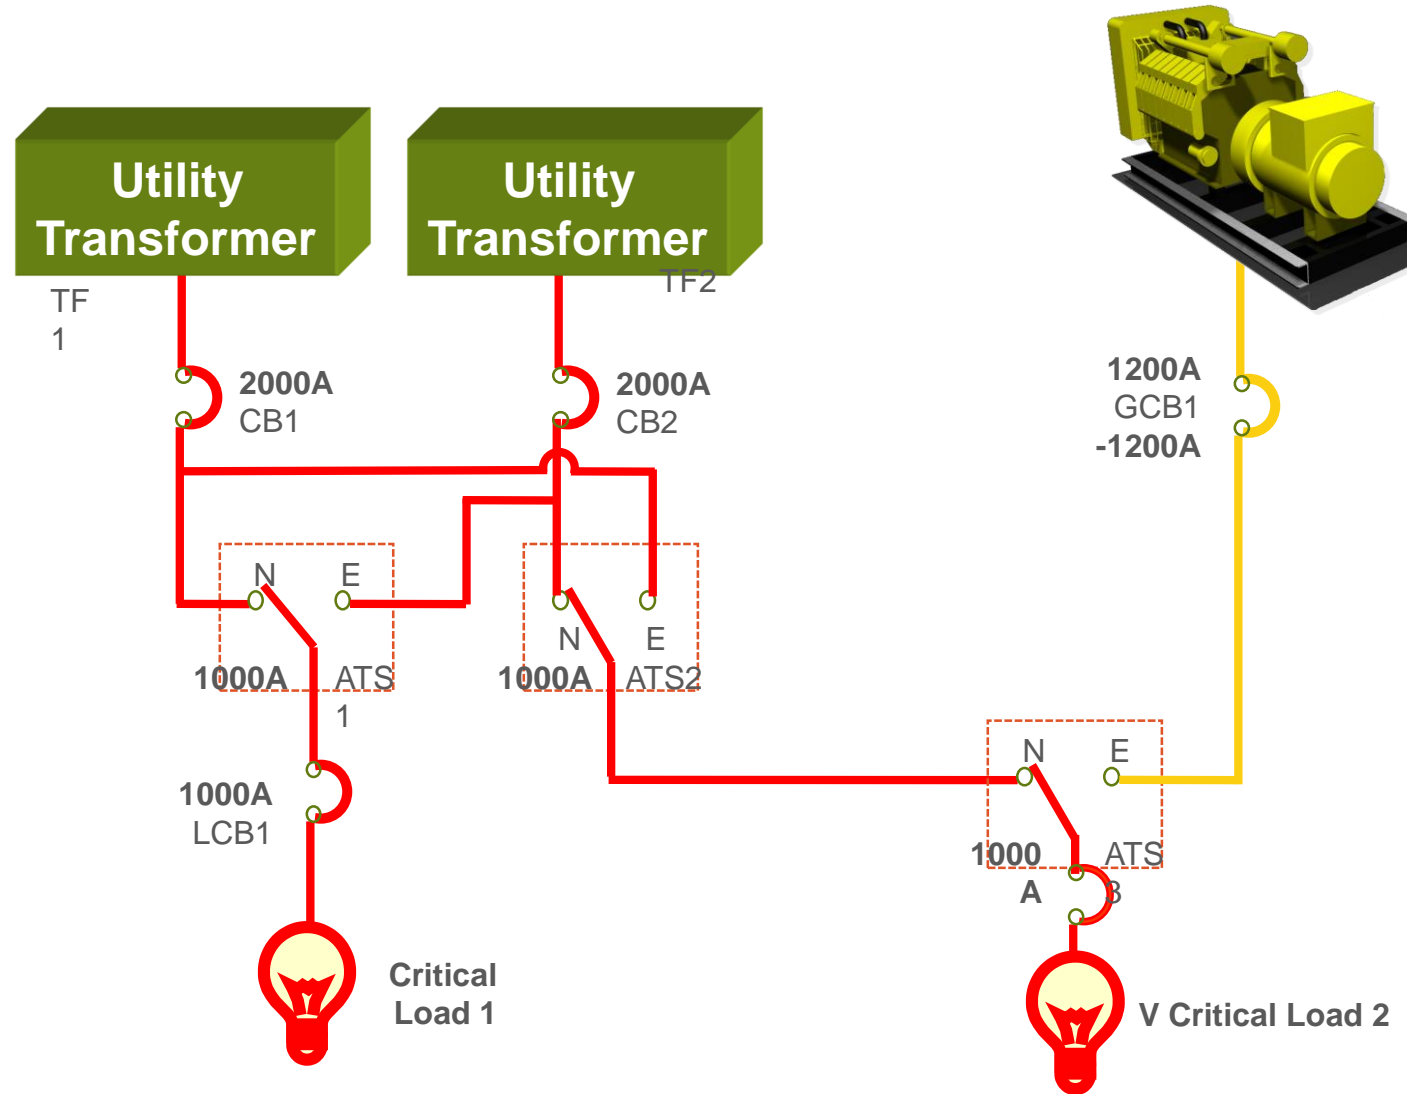 Utility
Transformer
Utility
Transformer
TF
1
TF2
2000A
CB1
2000A
CB2
1200A
GCB1
-1200A
N
E
1000A
ATS
1
N
E
1000A
ATS2
N
E
1000
A
ATS
3
1000A
LCB1
Critical
Load 1
V Critical Load 2